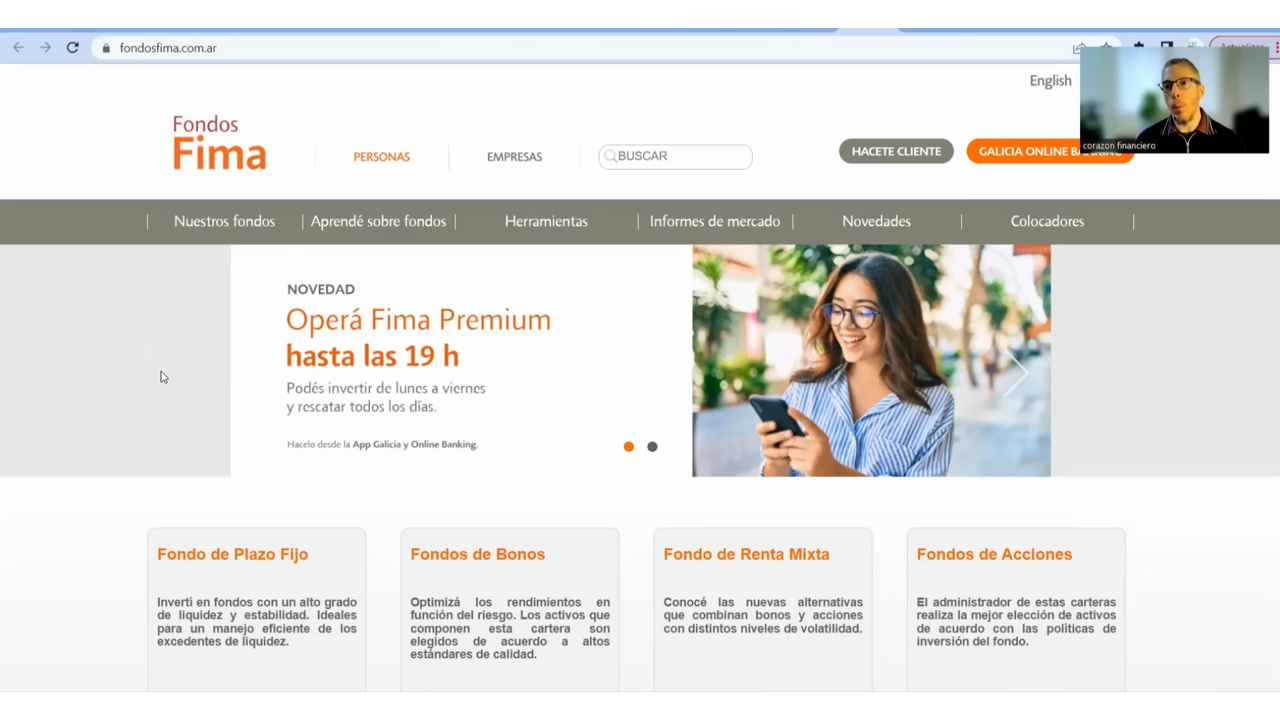 fondosfima.com.ar
Actualizar
English
corazon financiero
Fondos
Fima
PERSONAS
EMPRESAS
BUSCAR
HACETE CLIENTE
GALICIA ONLINE BANKING
Nuestros fondos
Aprendé sobre fondos
Herramientas
Informes de mercado
Novedades
Colocadores
NOVEDAD
Operá Fima Premium
hasta las 19 h
Podés invertir de lunes a viernes
y rescatar todos los días.
Hacelo desde la App Galicia y Online Banking.
Fondo de Plazo Fijo
Invertí en fondos con un alto grado
de liquidez y estabilidad. Ideales
para un manejo eficiente de los
excedentes de liquidez.
Fondos de Bonos
Optimizá los rendimientos en
función del riesgo. Los activos que
componen esta cartera son
elegidos de acuerdo a altos
estándares de calidad.
Fondo de Renta Mixta
Conocé las nuevas alternativas
que combinan bonos y acciones
con distintos niveles de volatilidad.
Fondos de Acciones
El administrador de estas carteras
realiza la mejor elección de activos
de acuerdo con las políticas de
inversión del fondo.